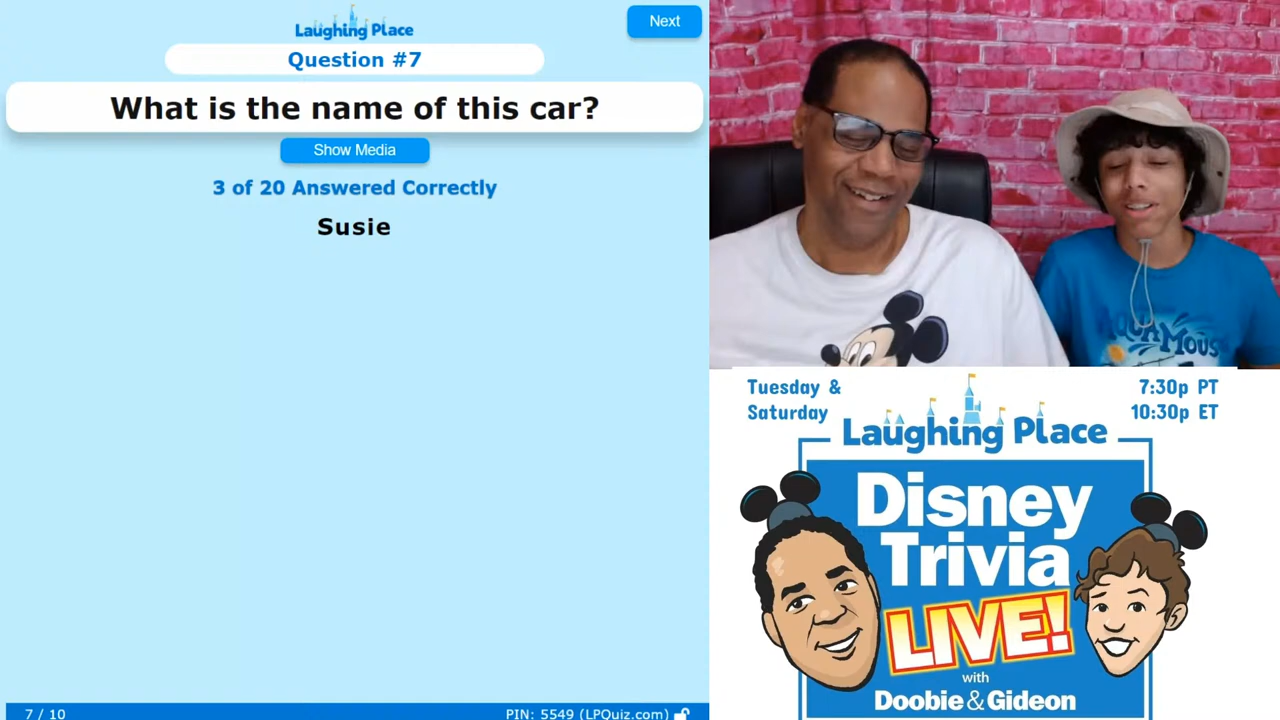 Laughing Place
Next
Question #7
What is the name of this car?
Show Media
3 of 20 Answered Correctly
Susie
7 / 10
PIN: 5549 (LPQuiz.com)
AQUA MOUSE
Tuesday &
Saturday
7:30p PT
10:30p ET
Laughing Place
Disney
Trivia
LIVE!
with
Doobie & Gideon